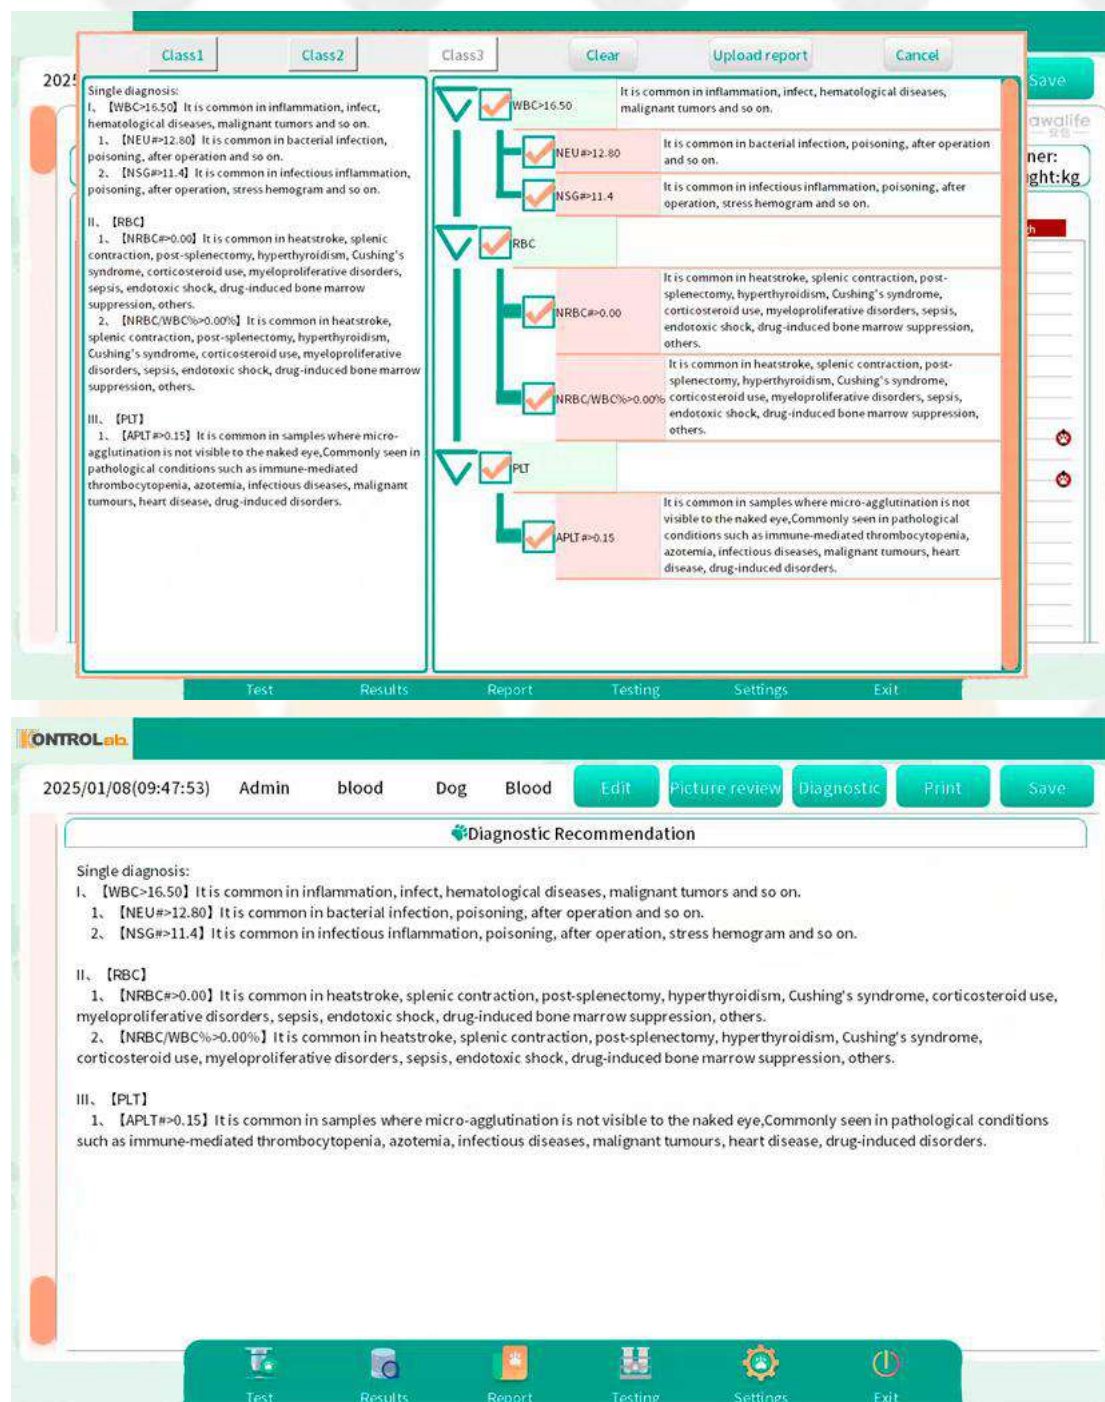 Class1 Class2 Class3 Clear Upload report Cancel
2025
Save
awalife
ner:
ght:kg
Single diagnosis:
I、【WBC>16.50】It is common in inflammation, infect,
hematological diseases, malignant tumors and so on.
1、【NEU#>12.80】It is common in bacterial infection,
poisoning, after operation and so on.
2、【NSG#>11.4】It is common in infectious inflammation,
poisoning, after operation, stress hemogram and so on.
II、【RBC】
1、【NRBC#>0.00】It is common in heatstroke, splenic
contraction, post-splenectomy, hyperthyroidism, Cushing's
syndrome, corticosteroid use, myeloproliferative disorders,
sepsis, endotoxic shock, drug-induced bone marrow
suppression, others.
2、【NRBC/WBC%>0.00%】It is common in heatstroke,
splenic contraction, post-splenectomy, hyperthyroidism,
Cushing's syndrome, corticosteroid use, myeloproliferative
disorders, sepsis, endotoxic shock, drug-induced bone marrow
suppression, others.
III、【PLT】
1、【APLT#>0.15】It is common in samples where micro-
agglutination is not visible to the naked eye,Commonly seen in
pathological conditions such as immune-mediated
thrombocytopenia, azotemia, infectious diseases, malignant
tumours, heart disease, drug-induced disorders.
WBC>16.50
It is common in inflammation, infect, hematological diseases,
malignant tumors and so on.
NEU#>12.80
It is common in bacterial infection, poisoning, after operation
and so on.
NSG#>11.4
It is common in infectious inflammation, poisoning, after
operation, stress hemogram and so on.
RBC
NRBC#>0.00
It is common in heatstroke, splenic contraction, post-
splenectomy, hyperthyroidism, Cushing's syndrome,
corticosteroid use, myeloproliferative disorders, sepsis,
endotoxic shock, drug-induced bone marrow suppression,
others.
NRBC/WBC%>0.00%
It is common in heatstroke, splenic contraction, post-
splenectomy, hyperthyroidism, Cushing's syndrome,
corticosteroid use, myeloproliferative disorders, sepsis,
endotoxic shock, drug-induced bone marrow suppression,
others.
PLT
APLT#>0.15
It is common in samples where micro-agglutination is not
visible to the naked eye,Commonly seen in pathological
conditions such as immune-mediated thrombocytopenia,
azotemia, infectious diseases, malignant tumours, heart
disease, drug-induced disorders.
Test Results Report Testing Settings Exit
KONTROLab
2025/01/08(09:47:53) Admin blood Dog Blood Edit Picture review Diagnostic Print Save
Diagnostic Recommendation
Single diagnosis:
I、【WBC>16.50】It is common in inflammation, infect, hematological diseases, malignant tumors and so on.
1、【NEU#>12.80】It is common in bacterial infection, poisoning, after operation and so on.
2、【NSG#>11.4】It is common in infectious inflammation, poisoning, after operation, stress hemogram and so on.
II、【RBC】
1、【NRBC#>0.00】It is common in heatstroke, splenic contraction, post-splenectomy, hyperthyroidism, Cushing's syndrome, corticosteroid use,
myeloproliferative disorders, sepsis, endotoxic shock, drug-induced bone marrow suppression, others.
2、【NRBC/WBC%>0.00%】It is common in heatstroke, splenic contraction, post-splenectomy, hyperthyroidism, Cushing's syndrome,
corticosteroid use, myeloproliferative disorders, sepsis, endotoxic shock, drug-induced bone marrow suppression, others.
III、【PLT】
1、【APLT#>0.15】It is common in samples where micro-agglutination is not visible to the naked eye,Commonly seen in pathological conditions
such as immune-mediated thrombocytopenia, azotemia, infectious diseases, malignant tumours, heart disease, drug-induced disorders.
Test Results Report Testing Settings Exit